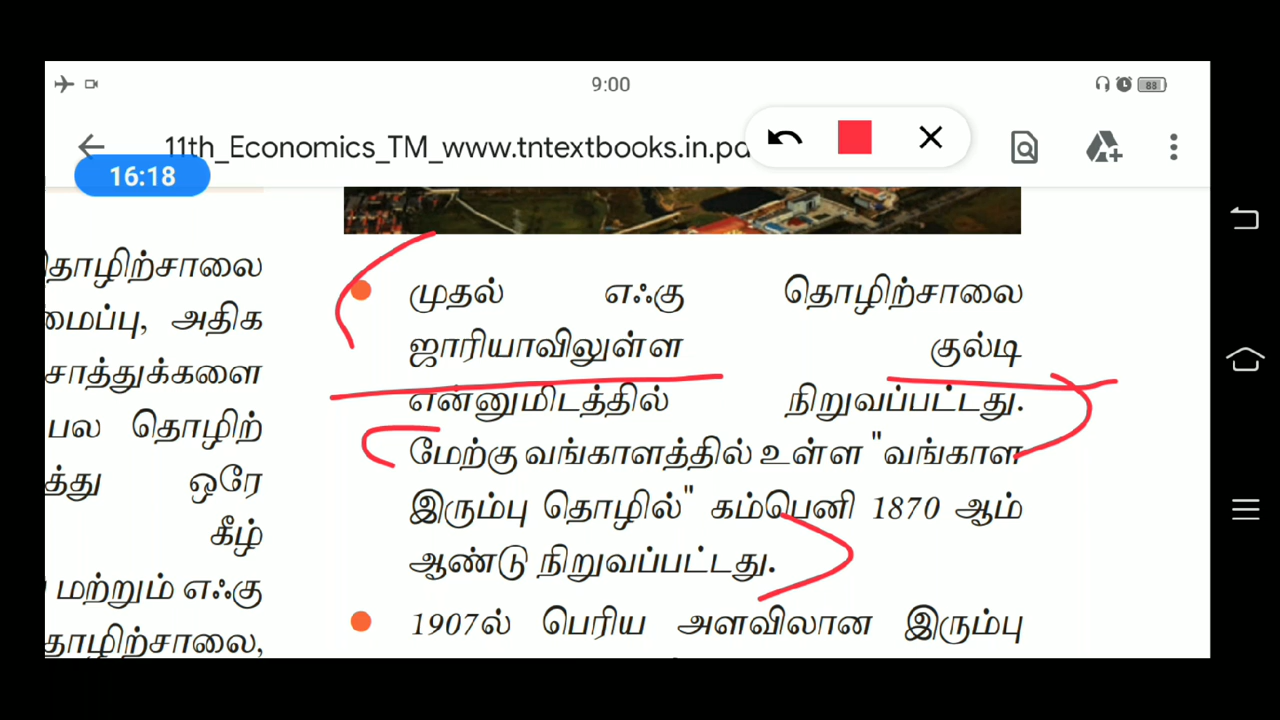 9:00
88
11th_Economics_TM_www.tntextbooks.in.pd
16:18
தொழிற்சாலை
மைப்பு, அதிக
சொத்துக்களை
பல தொழிற்
த்து ஒரே
கீழ்
மற்றும் எஃகு
தொழிற்சாலை,
முதல் எஃகு தொழிற்சாலை
ஜாரியாவிலுள்ள குல்டி
என்னுமிடத்தில் நிறுவப்பட்டது.
மேற்கு வங்காளத்தில் உள்ள "வங்காள
இரும்பு தொழில்" கம்பெனி 1870 ஆம்
ஆண்டு நிறுவப்பட்டது.
1907ல் பெரிய அளவிலான இரும்பு